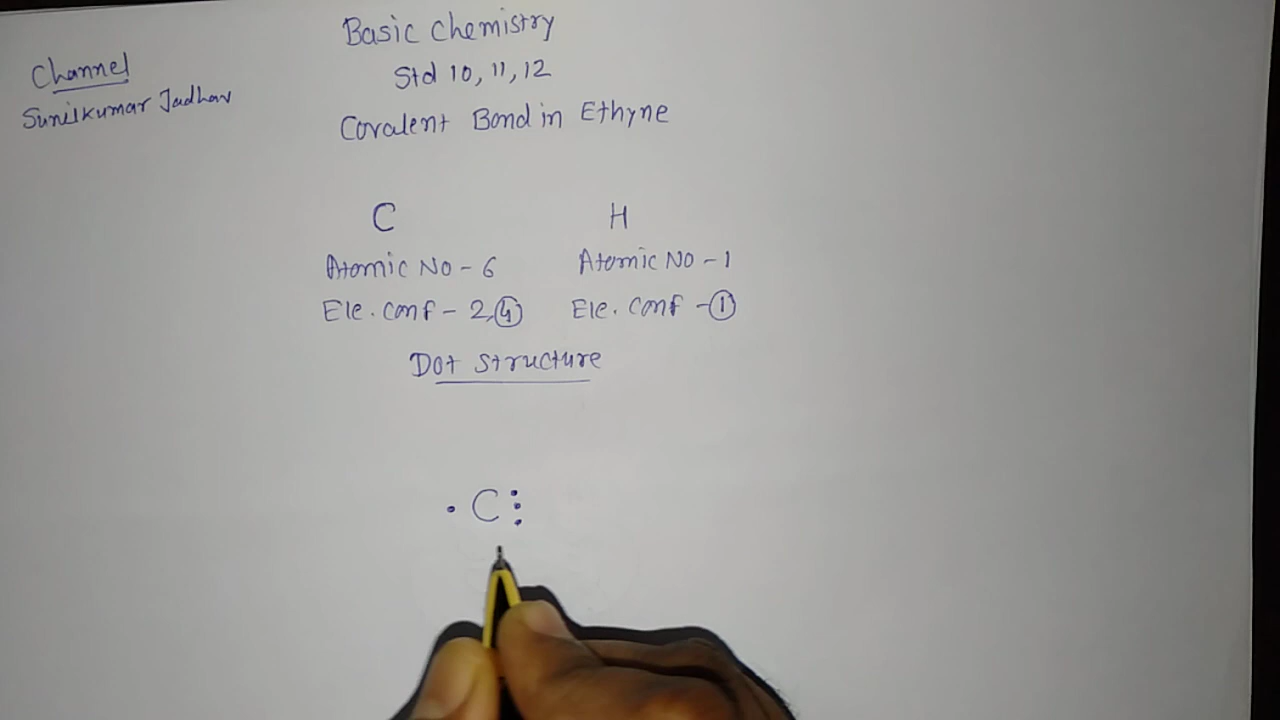 Basic Chemistry
Channel
Std 10, 11, 12
Sunilkumar Jadhav
Covalent Bond in Ethyne
C H
Atomic No - 6 Atomic No - 1
Ele. Conf - 2,4 Ele. Conf - 1
Dot Structure
C